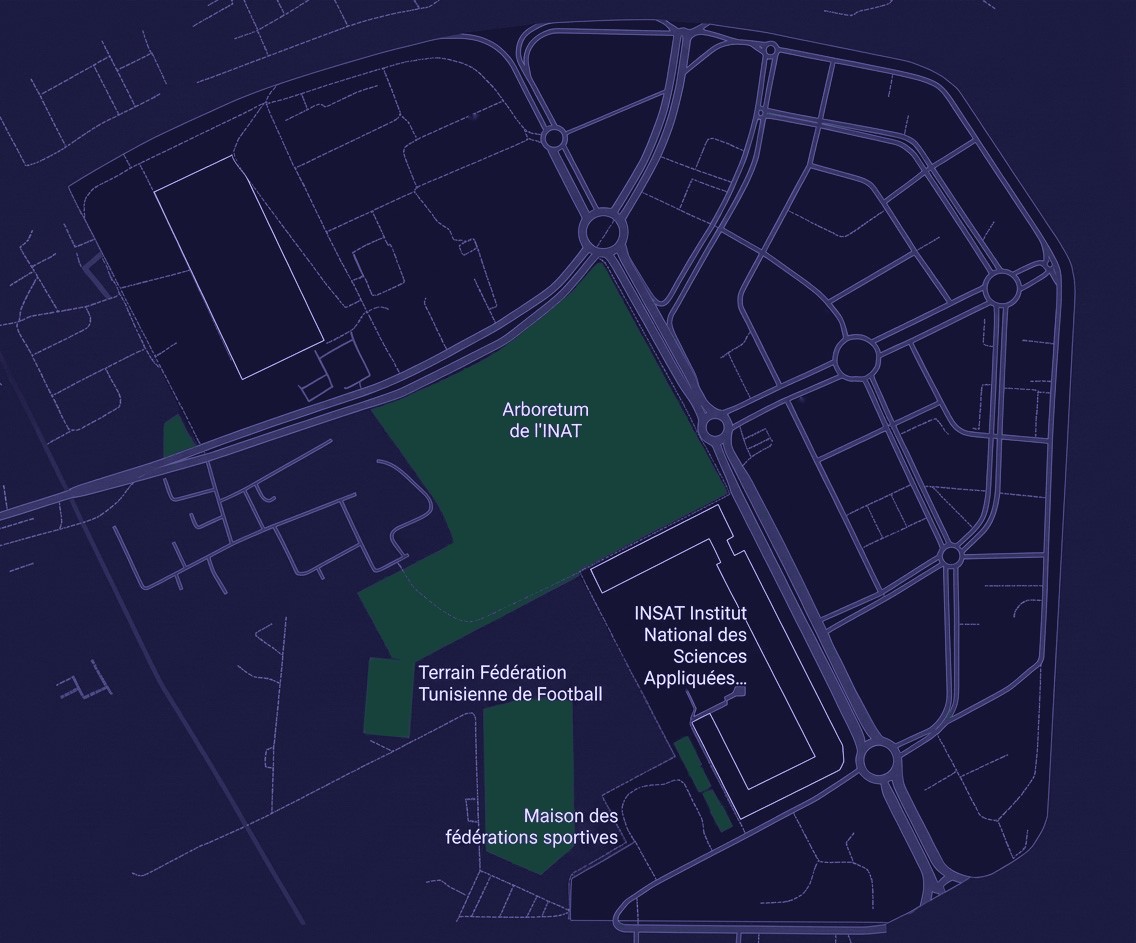 Arboretum
de l'INAT
INSAT Institut
National des
Sciences
Appliquées...
Terrain Fédération
Tunisienne de Football
Maison des
fédérations sportives